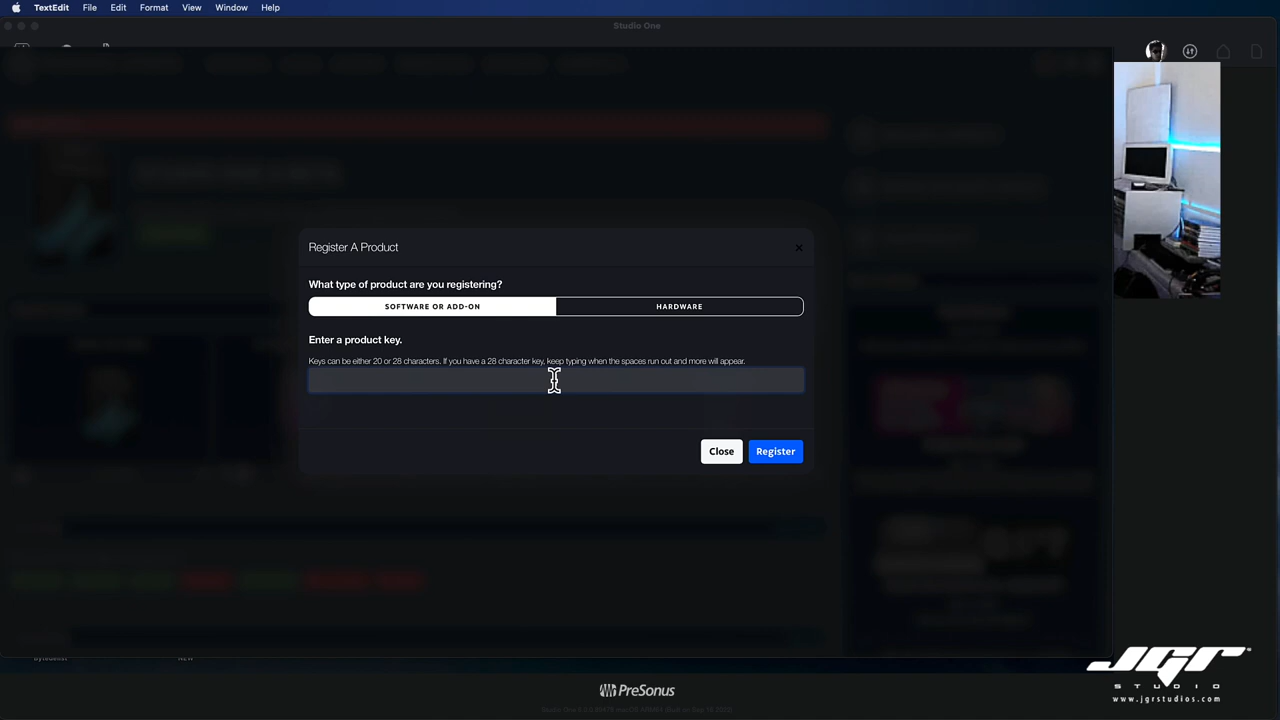 TextEdit File Edit Format View Window Help
Studio One
Register A Product
What type of product are you registering?
SOFTWARE OR ADD-ON HARDWARE
Enter a product key.
Keys can be either 20 or 28 characters. If you have a 28 character key, keep typing when the spaces run out and more will appear.
Close Register
NEW
PreSonus
JGR
STUDIO
www.jgrstudios.com